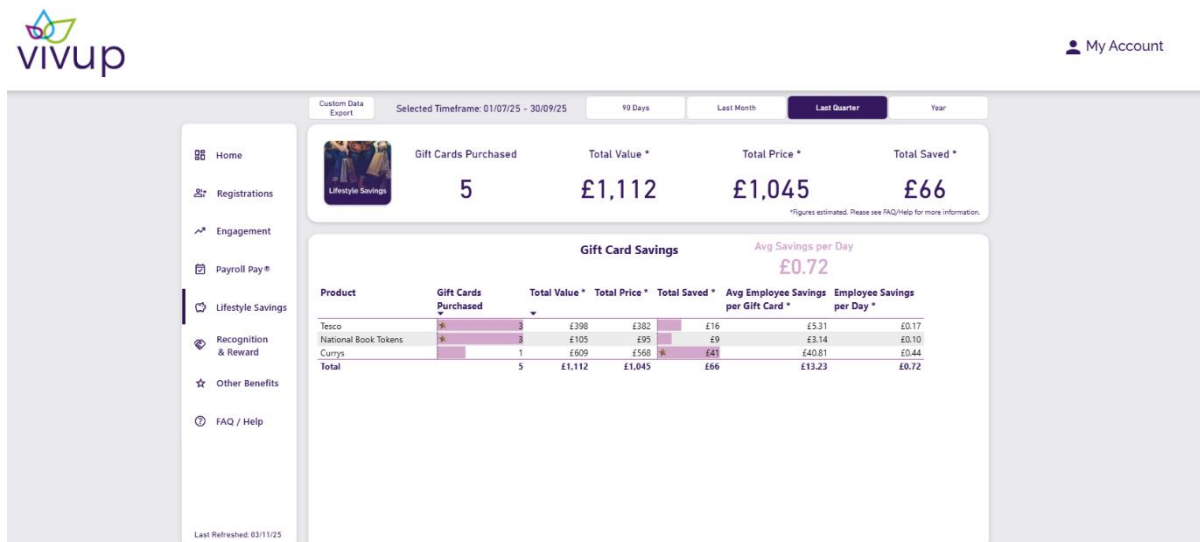 vivup
My Account
Custom Data
Export
Selected Timeframe: 01/07/25 - 30/09/25
90 Days
Last Month
Last Quarter
Year
Home
Registrations
Engagement
Payroll Pay®
Lifestyle Savings
Recognition
& Reward
Other Benefits
FAQ / Help
Last Refreshed: 03/11/25
Lifestyle Savings
Gift Cards Purchased
5
Total Value *
£1,112
Total Price *
£1,045
Total Saved *
£66
*Figures estimated. Please see FAQ/Help for more information.
Gift Card Savings
Avg Savings per Day
£0.72
Product Gift Cards Purchased Total Value * Total Price * Total Saved * Avg Employee Savings per Gift Card * Employee Savings per Day *
Tesco 3 £398 £382 £16 £5.31 £0.17
National Book Tokens 3 £105 £95 £9 £3.14 £0.10
Currys 1 £609 £568 £41 £40.81 £0.44
Total 5 £1,112 £1,045 £66 £13.23 £0.72